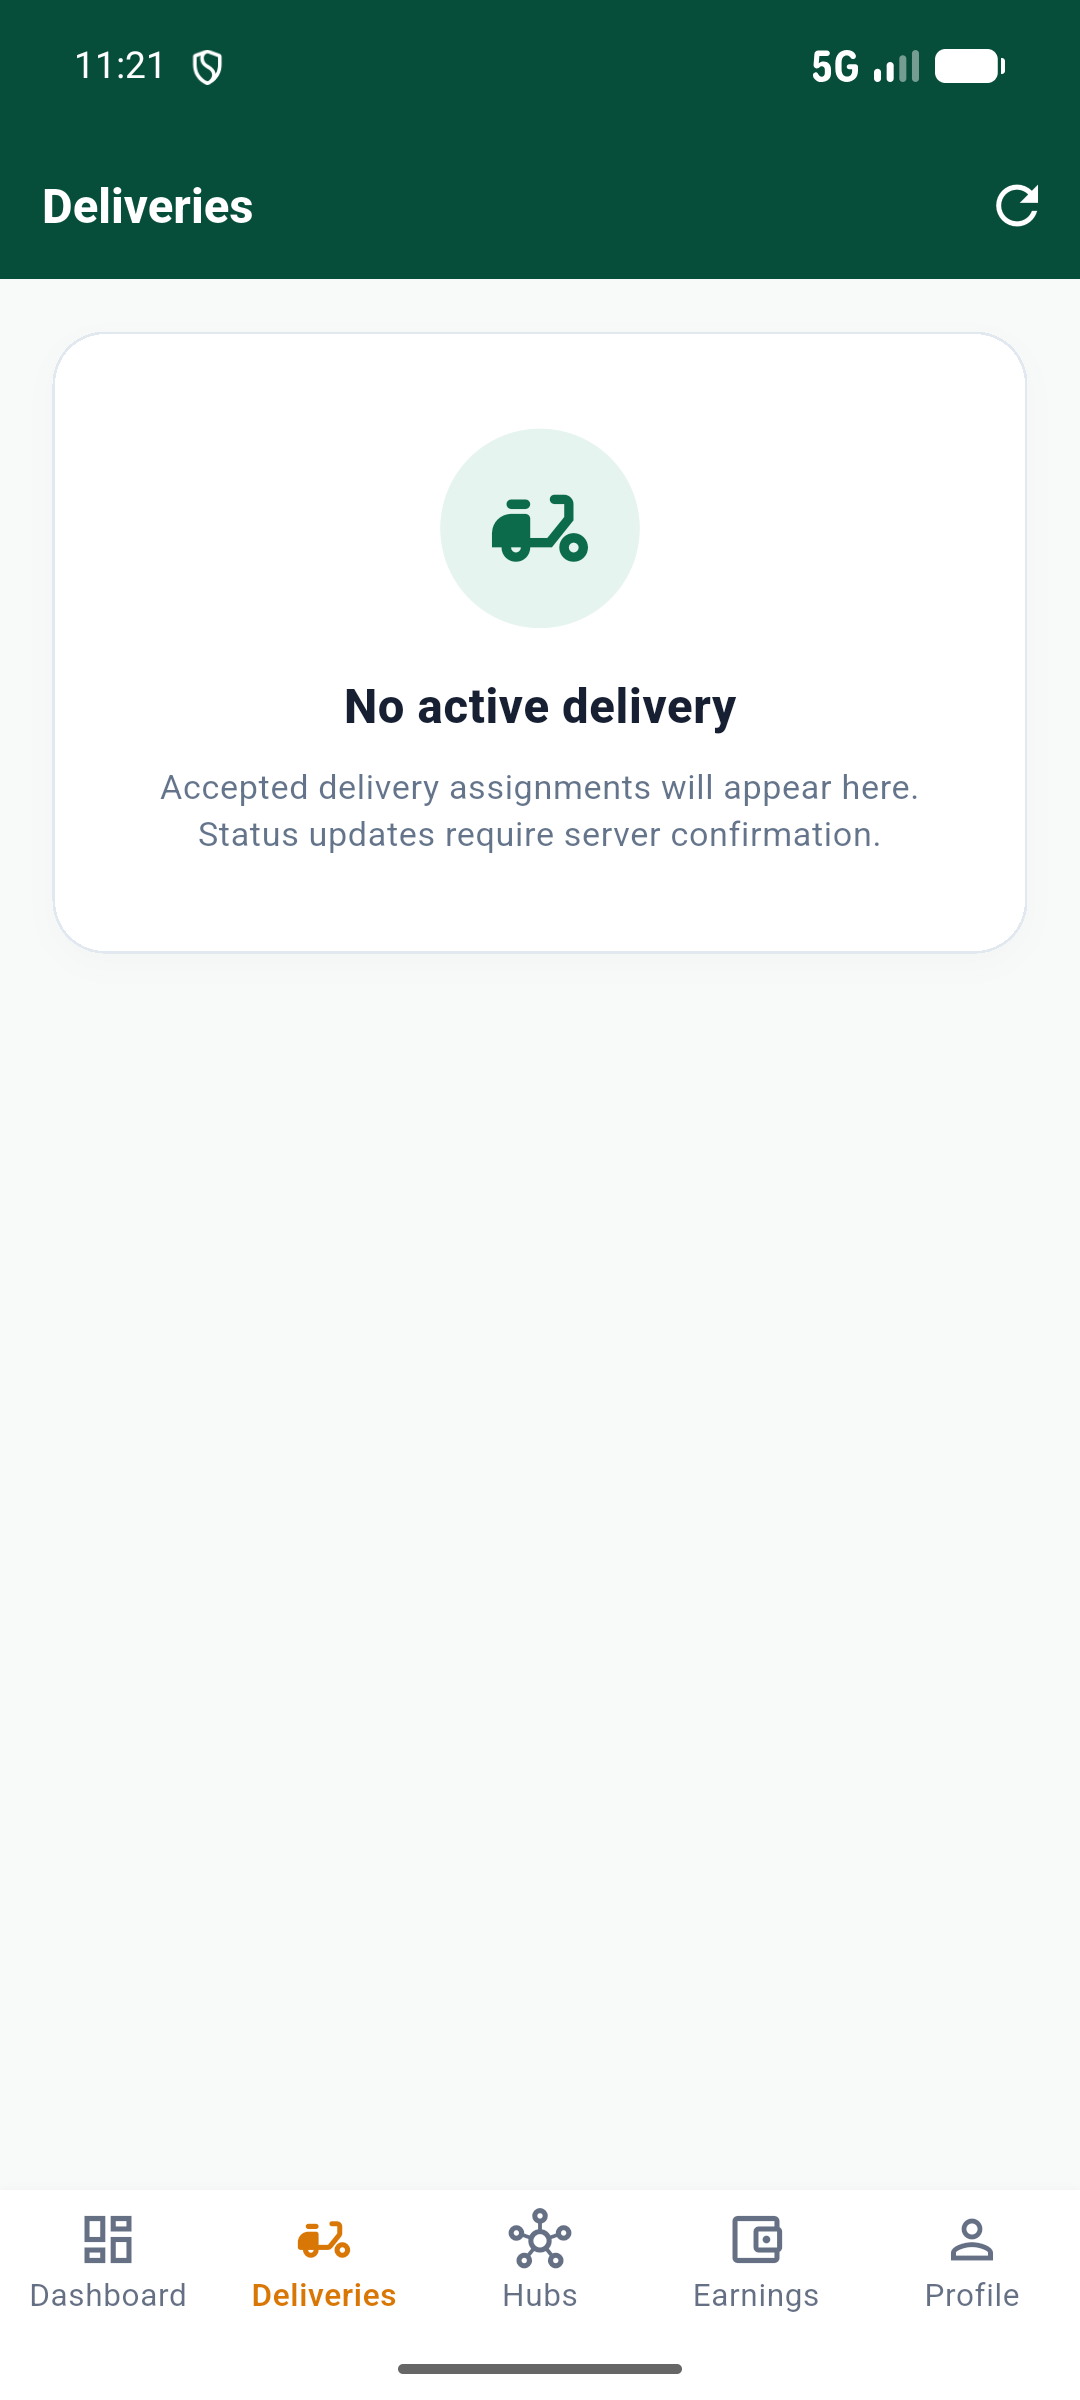 11:21
5G
Deliveries
No active delivery
Accepted delivery assignments will appear here.
Status updates require server confirmation.
Dashboard
Deliveries
Hubs
Earnings
Profile